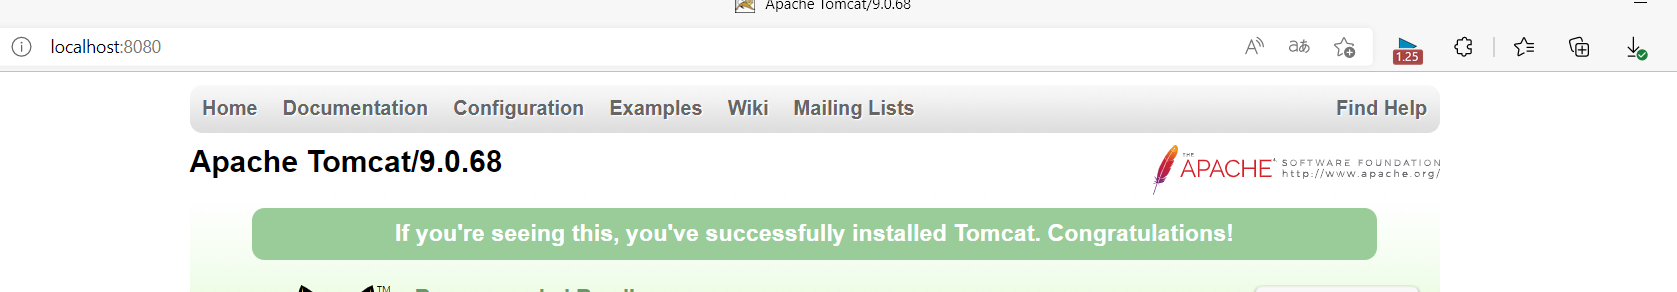 Apache Tomcat/9.0.68
localhost:8080
A
aあ
1.25
Home Documentation Configuration Examples Wiki Mailing Lists Find Help
Apache Tomcat/9.0.68
THE
APACHE SOFTWARE FOUNDATION
http://www.apache.org/
If you're seeing this, you've successfully installed Tomcat. Congratulations!
TM